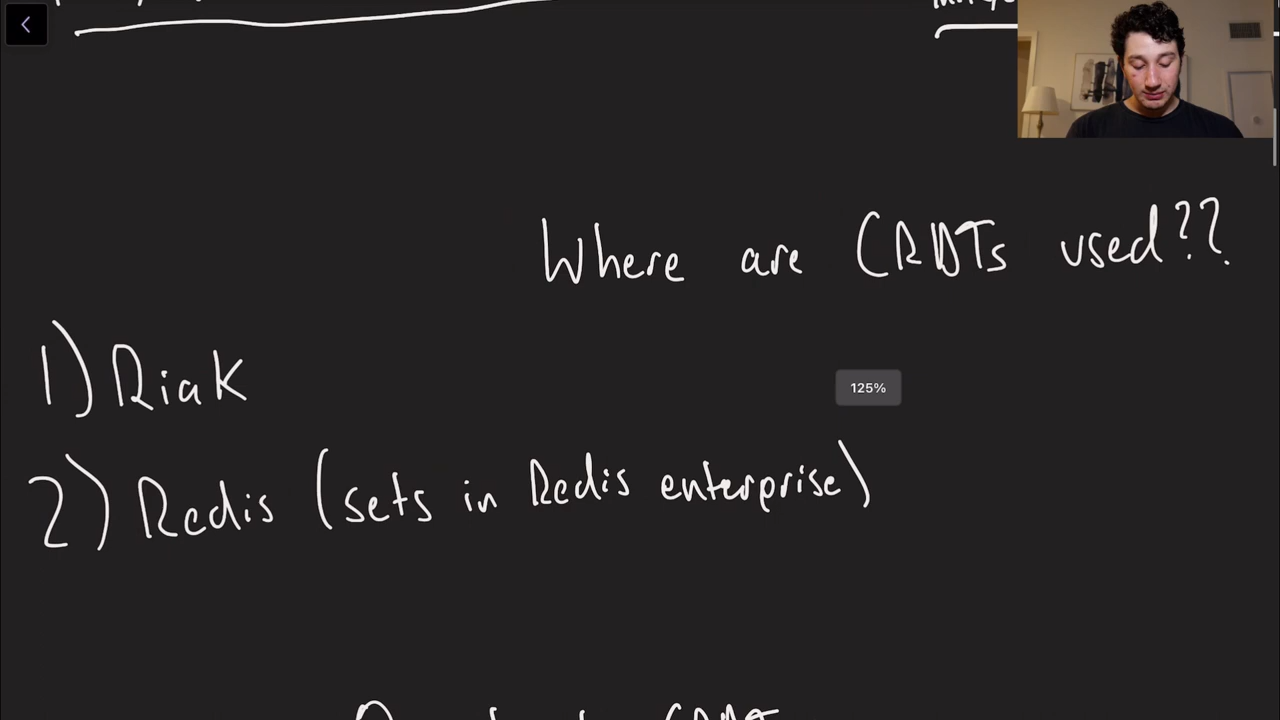 Where are CRDTs used??
1) Riak
125%
2) Redis (sets in Redis enterprise)